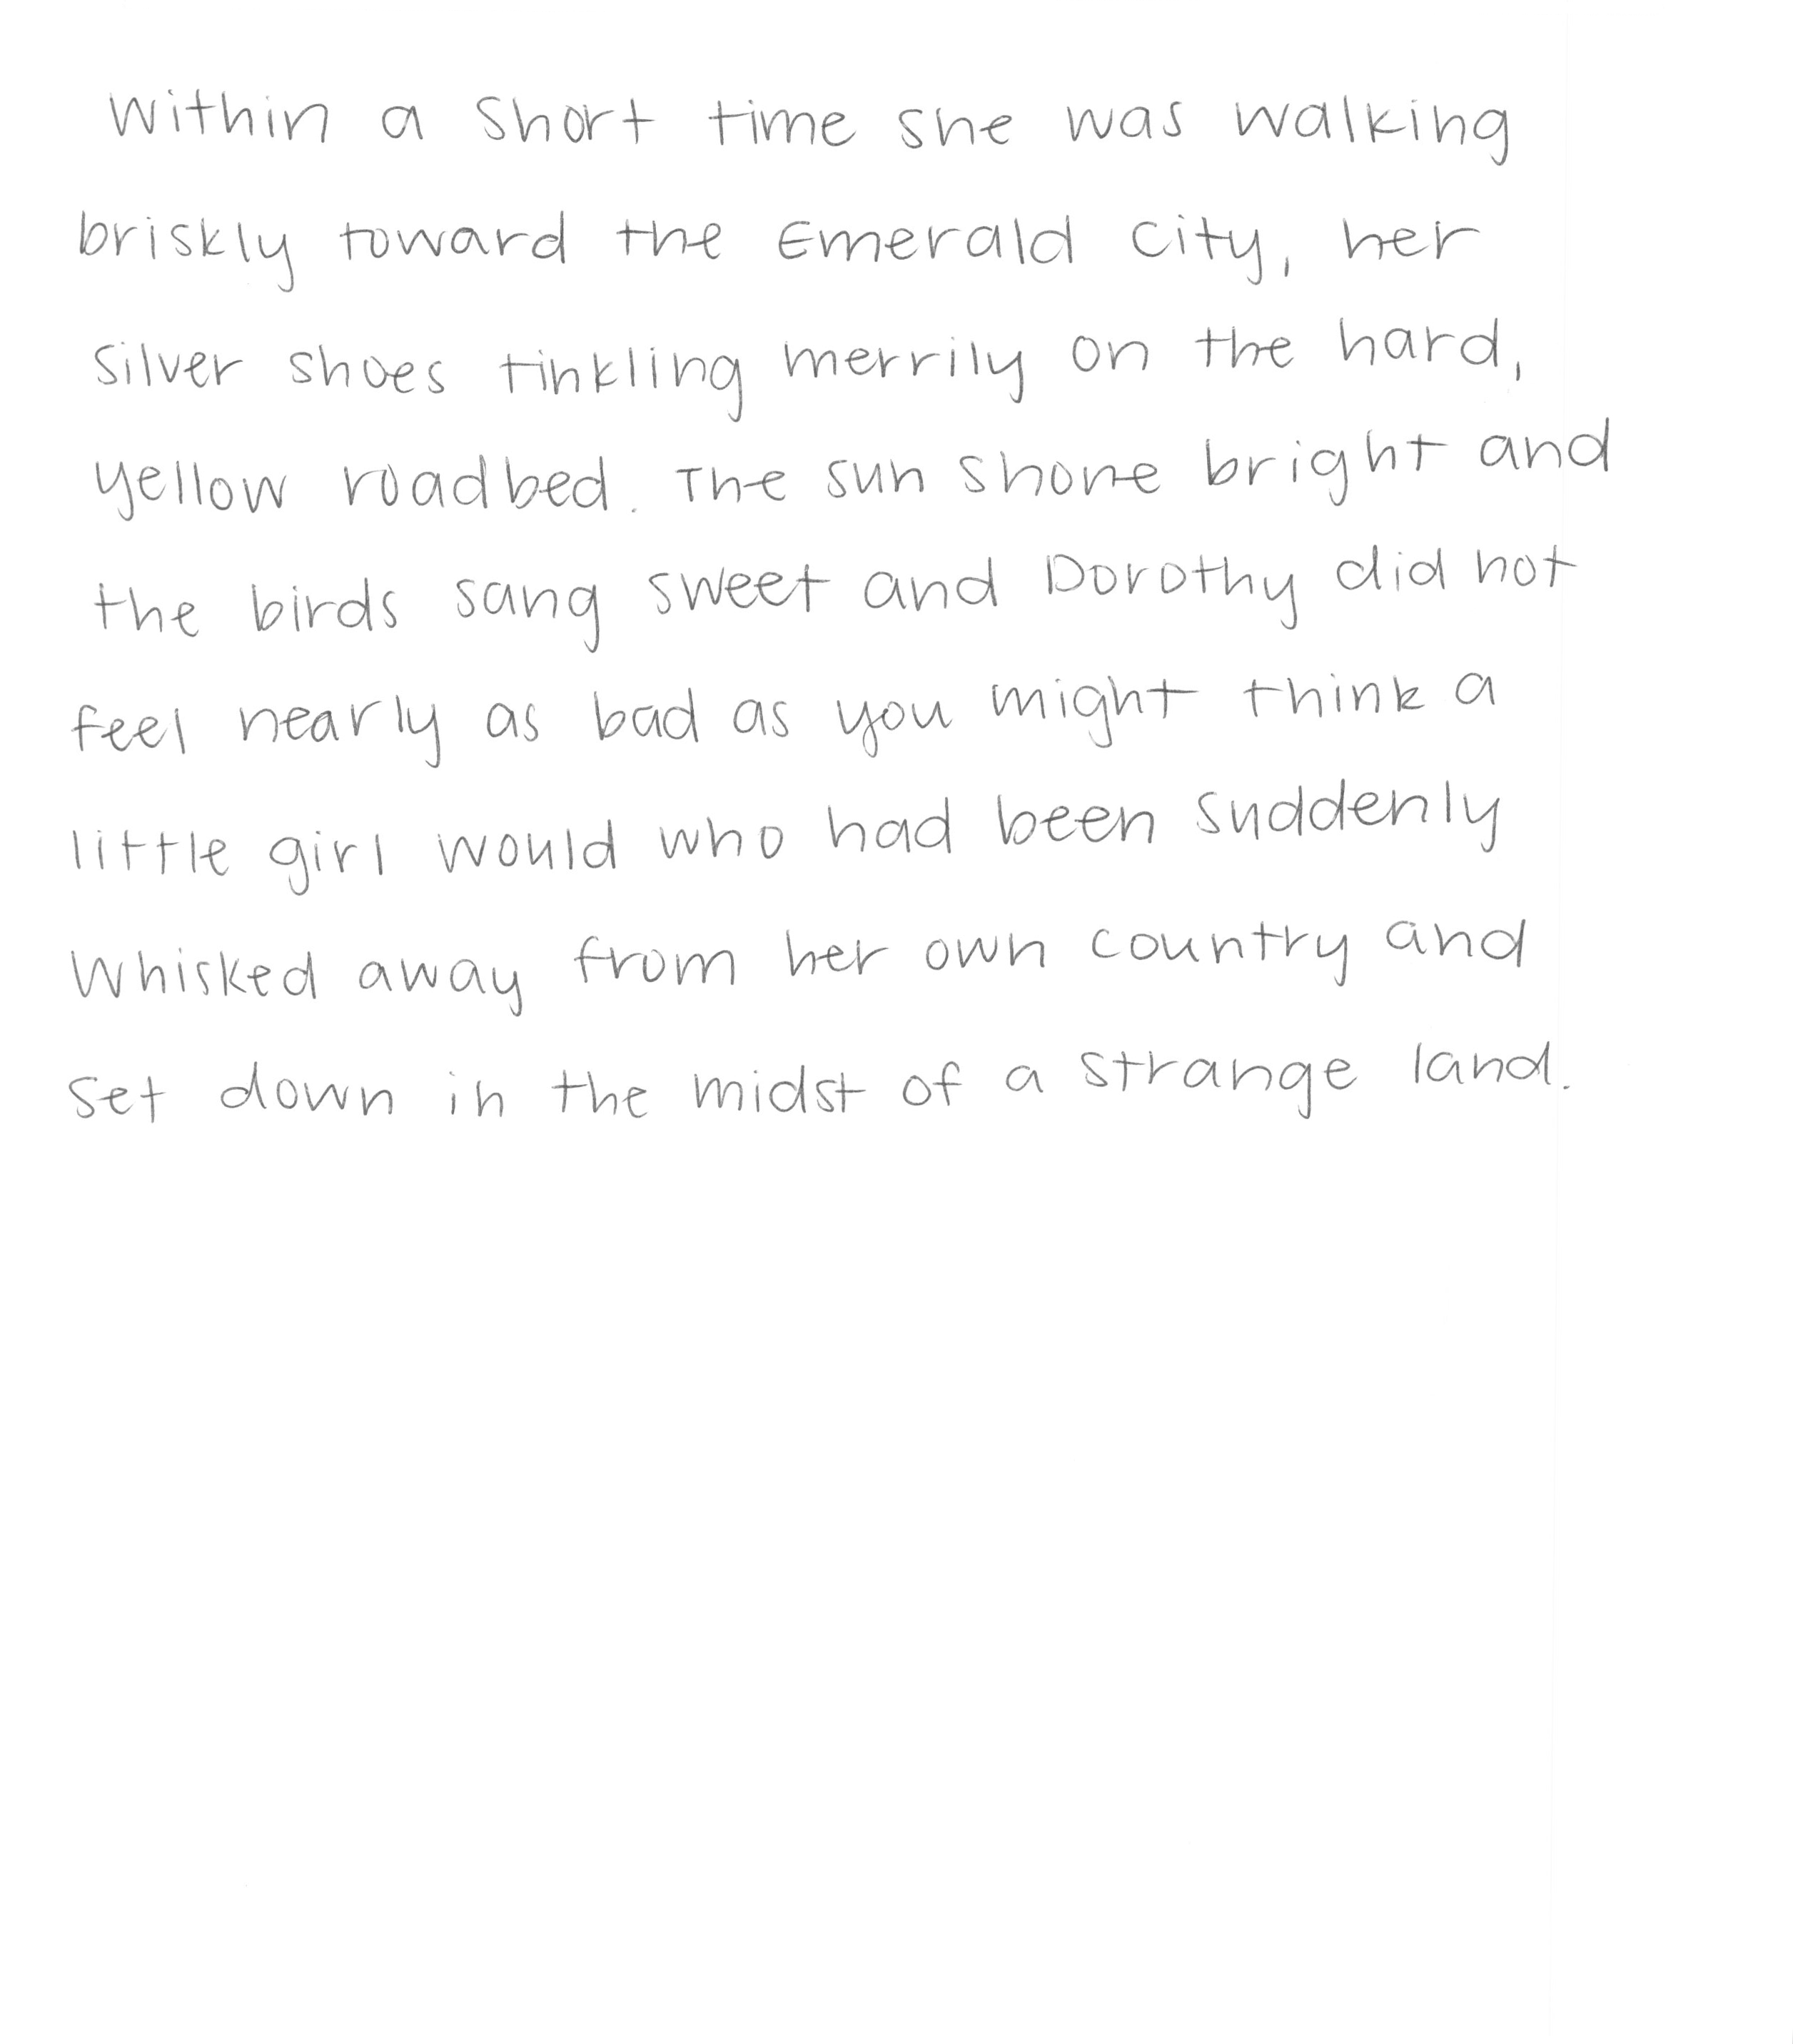 Within a short time she was walking
briskly toward the Emerald City, her
silver shoes tinkling merrily on the hard,
yellow roadbed. The sun shone bright and
the birds sang sweet and Dorothy did not
feel nearly as bad as you might think a
little girl would who had been suddenly
whisked away from her own country and
set down in the midst of a strange land.